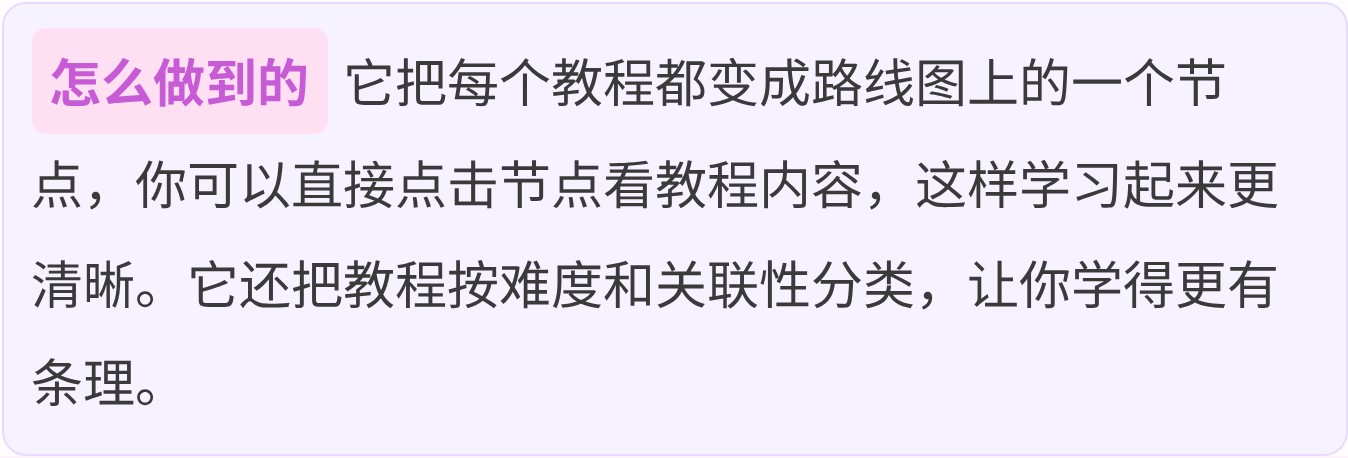 怎么做到的 它把每个教程都变成路线图上的一个节
点，你可以直接点击节点看教程内容，这样学习起来更
清晰。它还把教程按难度和关联性分类，让你学得更有
条理。